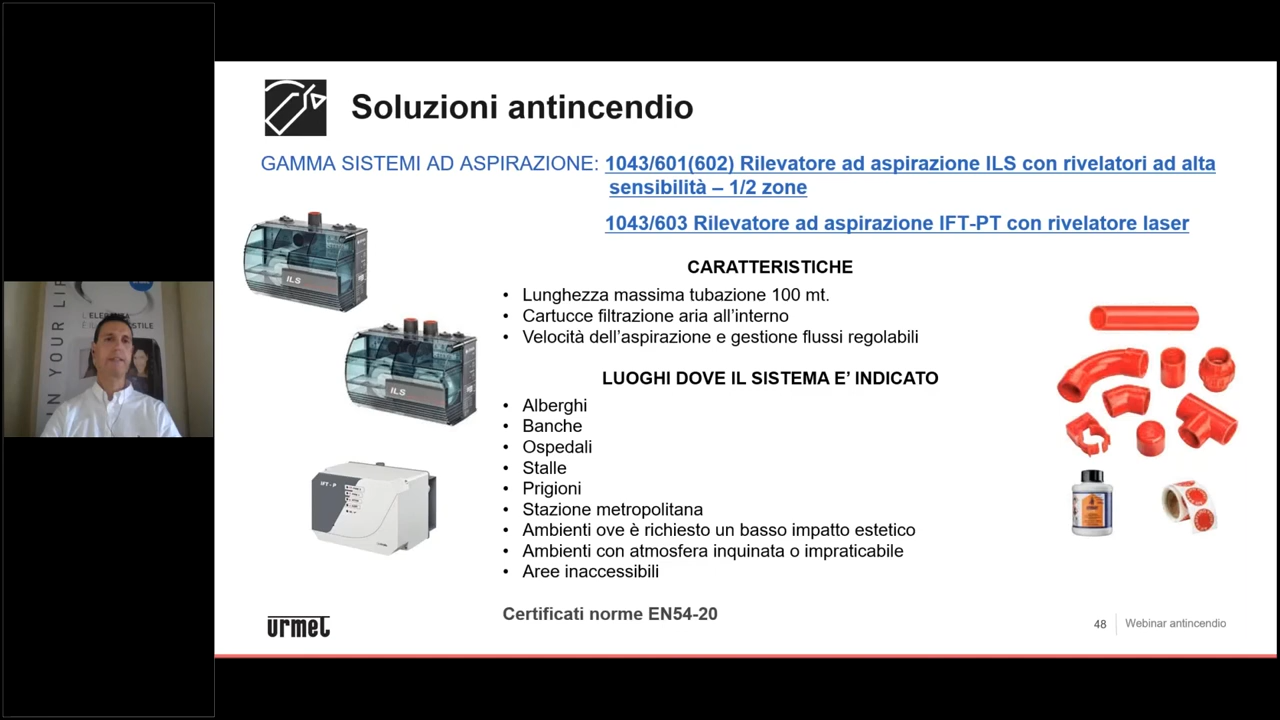 Soluzioni antincendio
GAMMA SISTEMI AD ASPIRAZIONE: 1043/601(602) Rilevatore ad aspirazione ILS con rivelatori ad alta
sensibilità – 1/2 zone
1043/603 Rilevatore ad aspirazione IFT-PT con rivelatore laser
CARATTERISTICHE
• Lunghezza massima tubazione 100 mt.
• Cartucce filtrazione aria all’interno
• Velocità dell’aspirazione e gestione flussi regolabili
LUOGHI DOVE IL SISTEMA E’ INDICATO
• Alberghi
• Banche
• Ospedali
• Stalle
• Prigioni
• Stazione metropolitana
• Ambienti ove è richiesto un basso impatto estetico
• Ambienti con atmosfera inquinata o impraticabile
• Aree inaccessibili
Certificati norme EN54-20
ILS
ILS
IFT - P
IN YOUR LIF
urmet
48
Webinar antincendio